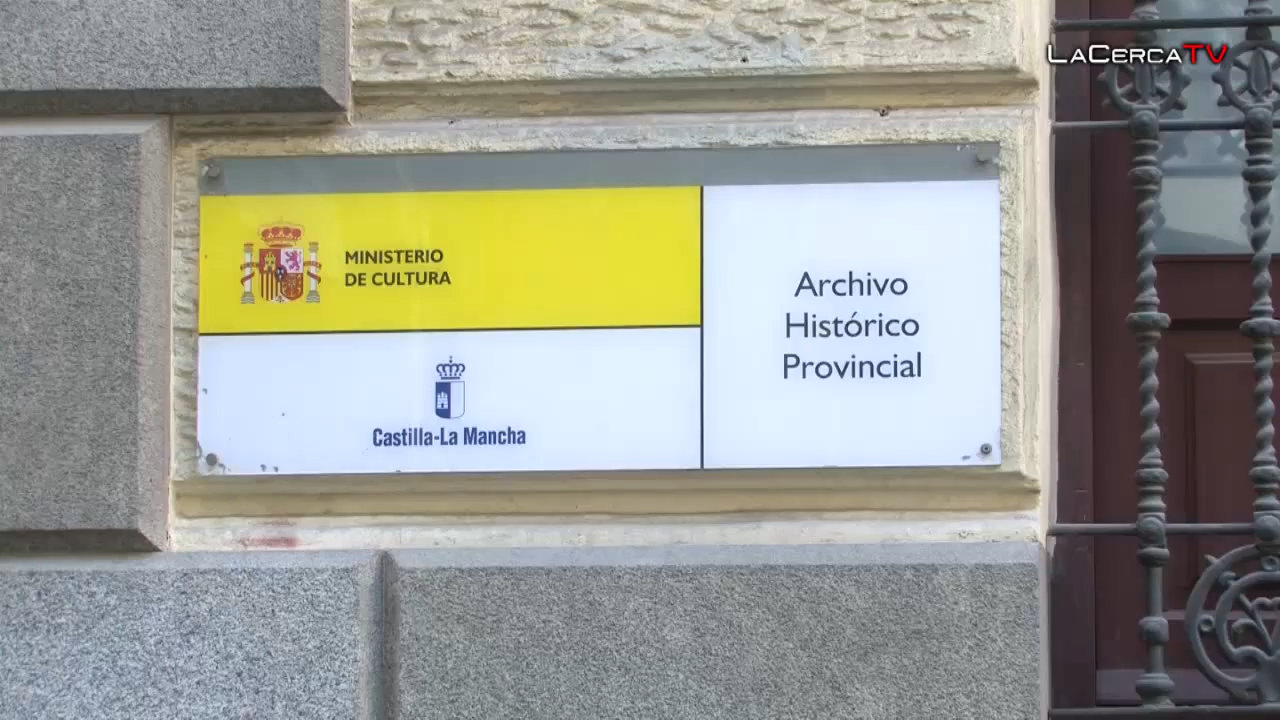 LaCercaTV
MINISTERIO
DE CULTURA
Castilla-La Mancha
Archivo
Histórico
Provincial